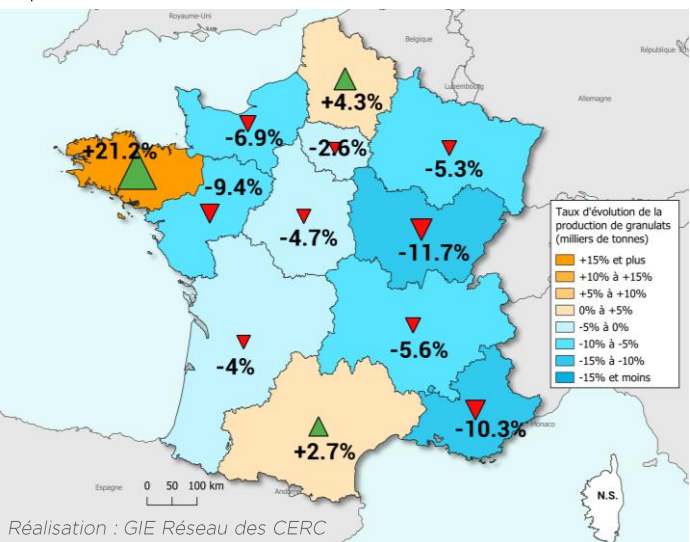 Royaume-Uni
Belgique
République
Luxembourg
Allemagne
+4.3%
-6.9%
-2.6%
+21.2%
-5.3%
-9.4%
-4.7%
-11.7%
Taux d'évolution de la
production de granulats
(milliers de tonnes)
+15% et plus
+10% à +15%
+5% à +10%
0% à +5%
-5% à 0%
-10% à -5%
-15% à -10%
-15% et moins
-4%
-5.6%
-10.3%
Monaco
+2.7%
Espagne
0 50 100 km
N.S.
Réalisation : GIE Réseau des CERC